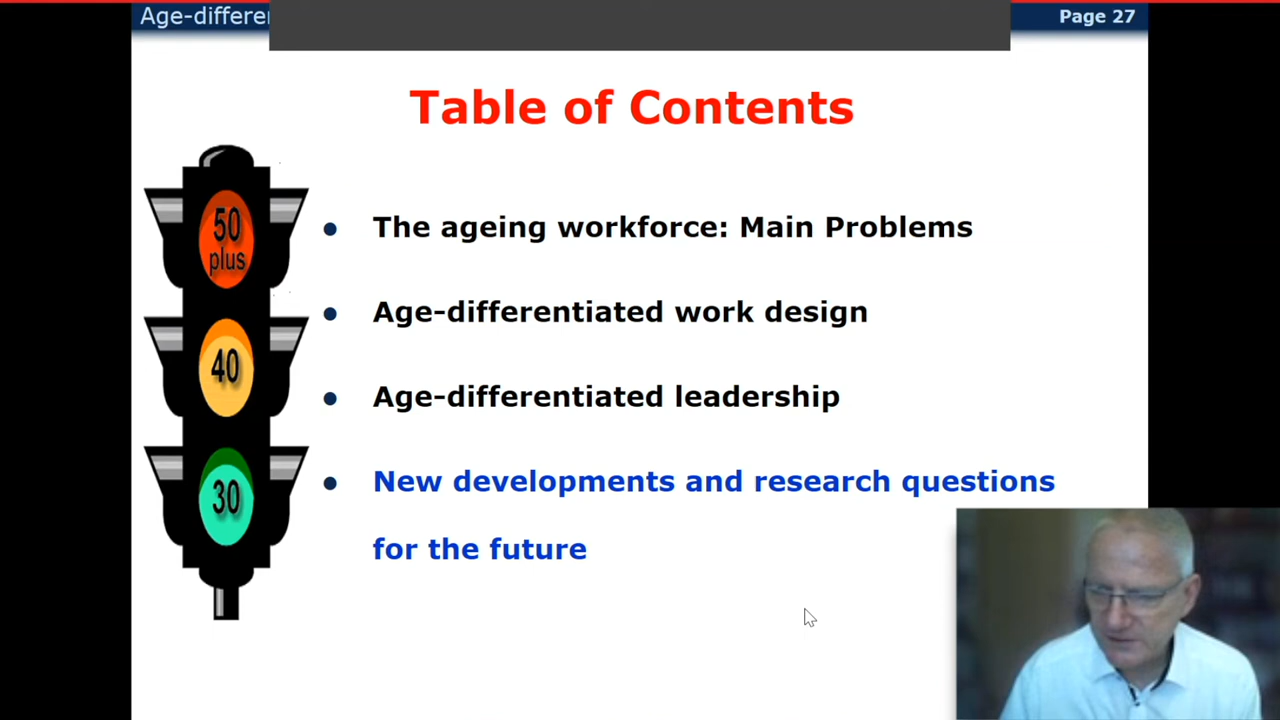 Age-differen
Page 27
Table of Contents
50
plus
40
30
• The ageing workforce: Main Problems
• Age-differentiated work design
• Age-differentiated leadership
• New developments and research questions
for the future